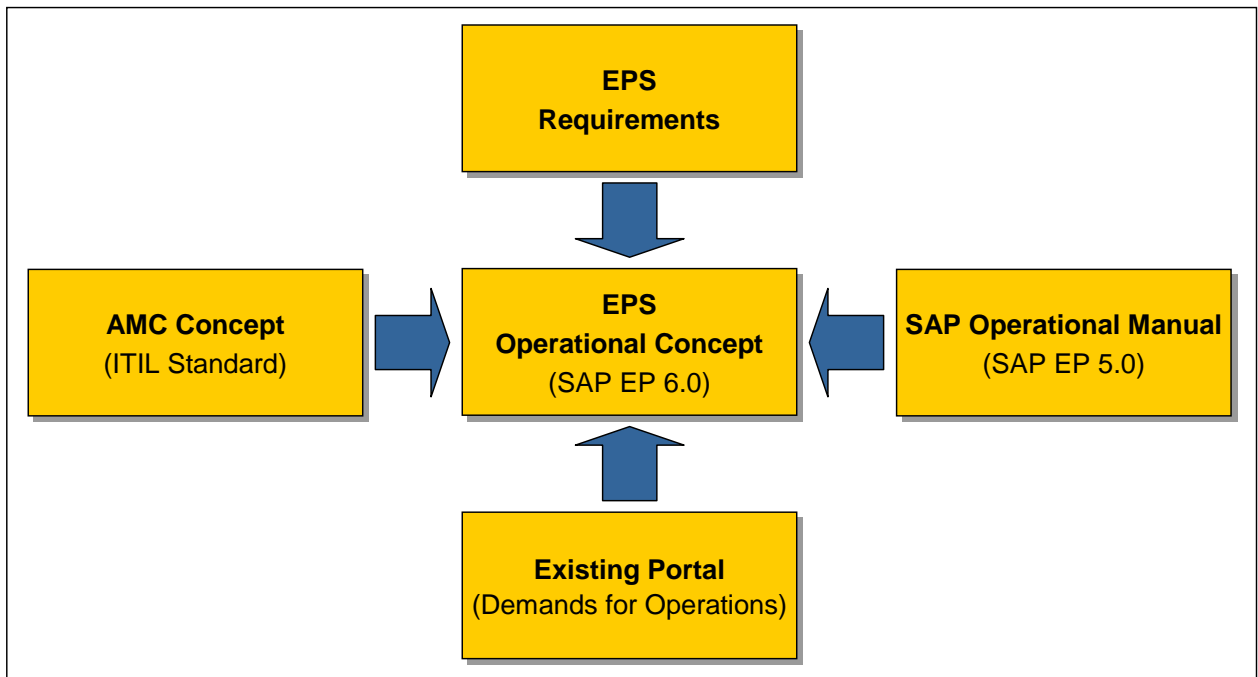 EPS
Requirements
AMC Concept
(ITIL Standard)
EPS
Operational Concept
(SAP EP 6.0)
SAP Operational Manual
(SAP EP 5.0)
Existing Portal
(Demands for Operations)